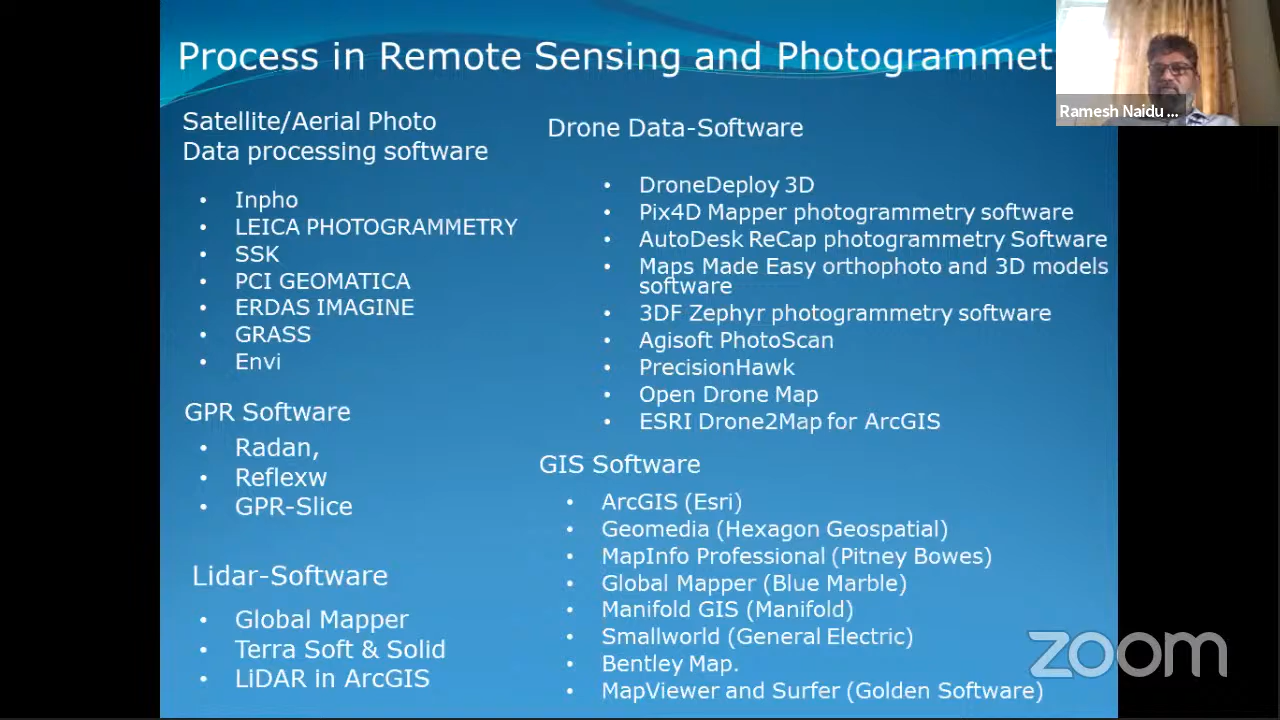 Process in Remote Sensing and Photogrammet
Ramesh Naidu ...
Satellite/Aerial Photo
Data processing software
• Inpho
• LEICA PHOTOGRAMMETRY
• SSK
• PCI GEOMATICA
• ERDAS IMAGINE
• GRASS
• Envi
GPR Software
• Radan,
• Reflexw
• GPR-Slice
Lidar-Software
• Global Mapper
• Terra Soft & Solid
• LiDAR in ArcGIS
Drone Data-Software
• DroneDeploy 3D
• Pix4D Mapper photogrammetry software
• AutoDesk ReCap photogrammetry Software
• Maps Made Easy orthophoto and 3D models
software
• 3DF Zephyr photogrammetry software
• Agisoft PhotoScan
• PrecisionHawk
• Open Drone Map
• ESRI Drone2Map for ArcGIS
GIS Software
• ArcGIS (Esri)
• Geomedia (Hexagon Geospatial)
• MapInfo Professional (Pitney Bowes)
• Global Mapper (Blue Marble)
• Manifold GIS (Manifold)
• Smallworld (General Electric)
• Bentley Map.
• MapViewer and Surfer (Golden Software)
zoom